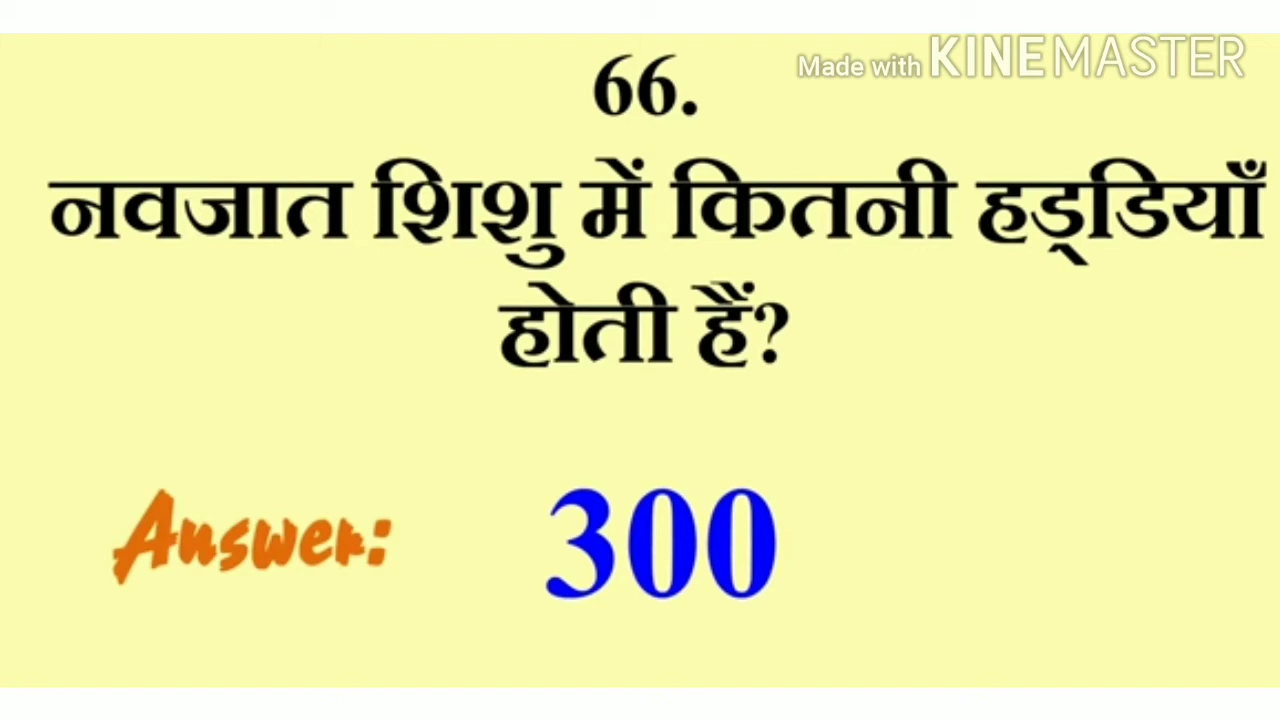 Made with KINEMASTER
66.
नवजात शिशु में कितनी हड्डियाँ
होती हैं?
Answer: 300